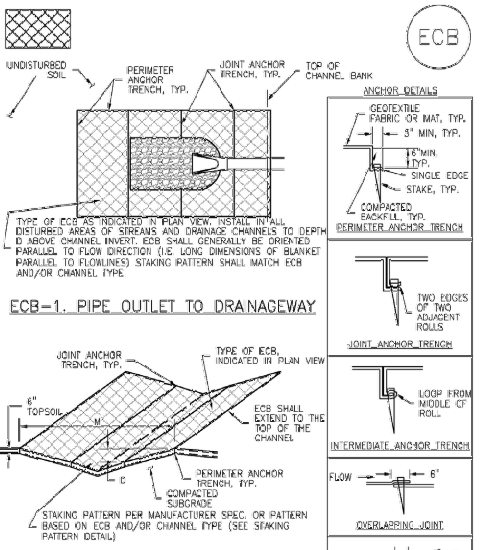 ECB
UNDISTURBED
SOIL
PERIMETER
ANCHOR
TRENCH, TYP.
JOINT ANCHOR
TRENCH, TYP.
TOP OF
CHANNEL BANK
TYPE OF ECB AS INDICATED IN PLAN VIEW. INSTALL IN ALL
DISTURBED AREAS OF STREAMS AND DRAINAGE CHANNELS TO DEPTH
D ABOVE CHANNEL INVERT. ECB SHALL GENERALLY BE ORIENTED
PARALLEL TO FLOW DIRECTION (I.E. LONG DIMENSIONS OF BLANKET
PARALLEL TO FLOWLINES) STAKING PATTERN SHALL MATCH ECB
AND/OR CHANNEL TYPE
ECB-1. PIPE OUTLET TO DRAINAGEWAY
JOINT ANCHOR
TRENCH, TYP.
TYPE OF ECB,
INDICATED IN PLAN VIEW
6"
TOPSOIL
ECB SHALL
EXTEND TO THE
TOP OF THE
CHANNEL
PERIMETER ANCHOR
TRENCH, TYP.
COMPACTED
SUBGRADE
STAKING PATTERN PER MANUFACTURER SPEC. OR PATTERN
BASED ON ECB AND/OR CHANNEL TYPE (SEE STAKING
PATTERN DETAIL)
ANCHOR DETAILS
GEOTEXTILE
FABRIC OR MAT, TYP.
3" MIN, TYP.
6" MIN,
TYP.
SINGLE EDGE
STAKE, TYP.
COMPACTED
BACKFILL, TYP.
PERIMETER ANCHOR TRENCH
TWO EDGES
OF TWO
ADJACENT
ROLLS
JOINT ANCHOR TRENCH
LOOP FROM
MIDDLE OF
ROLL
INTERMEDIATE ANCHOR TRENCH
FLOW
6"
OVERLAPPING JOINT